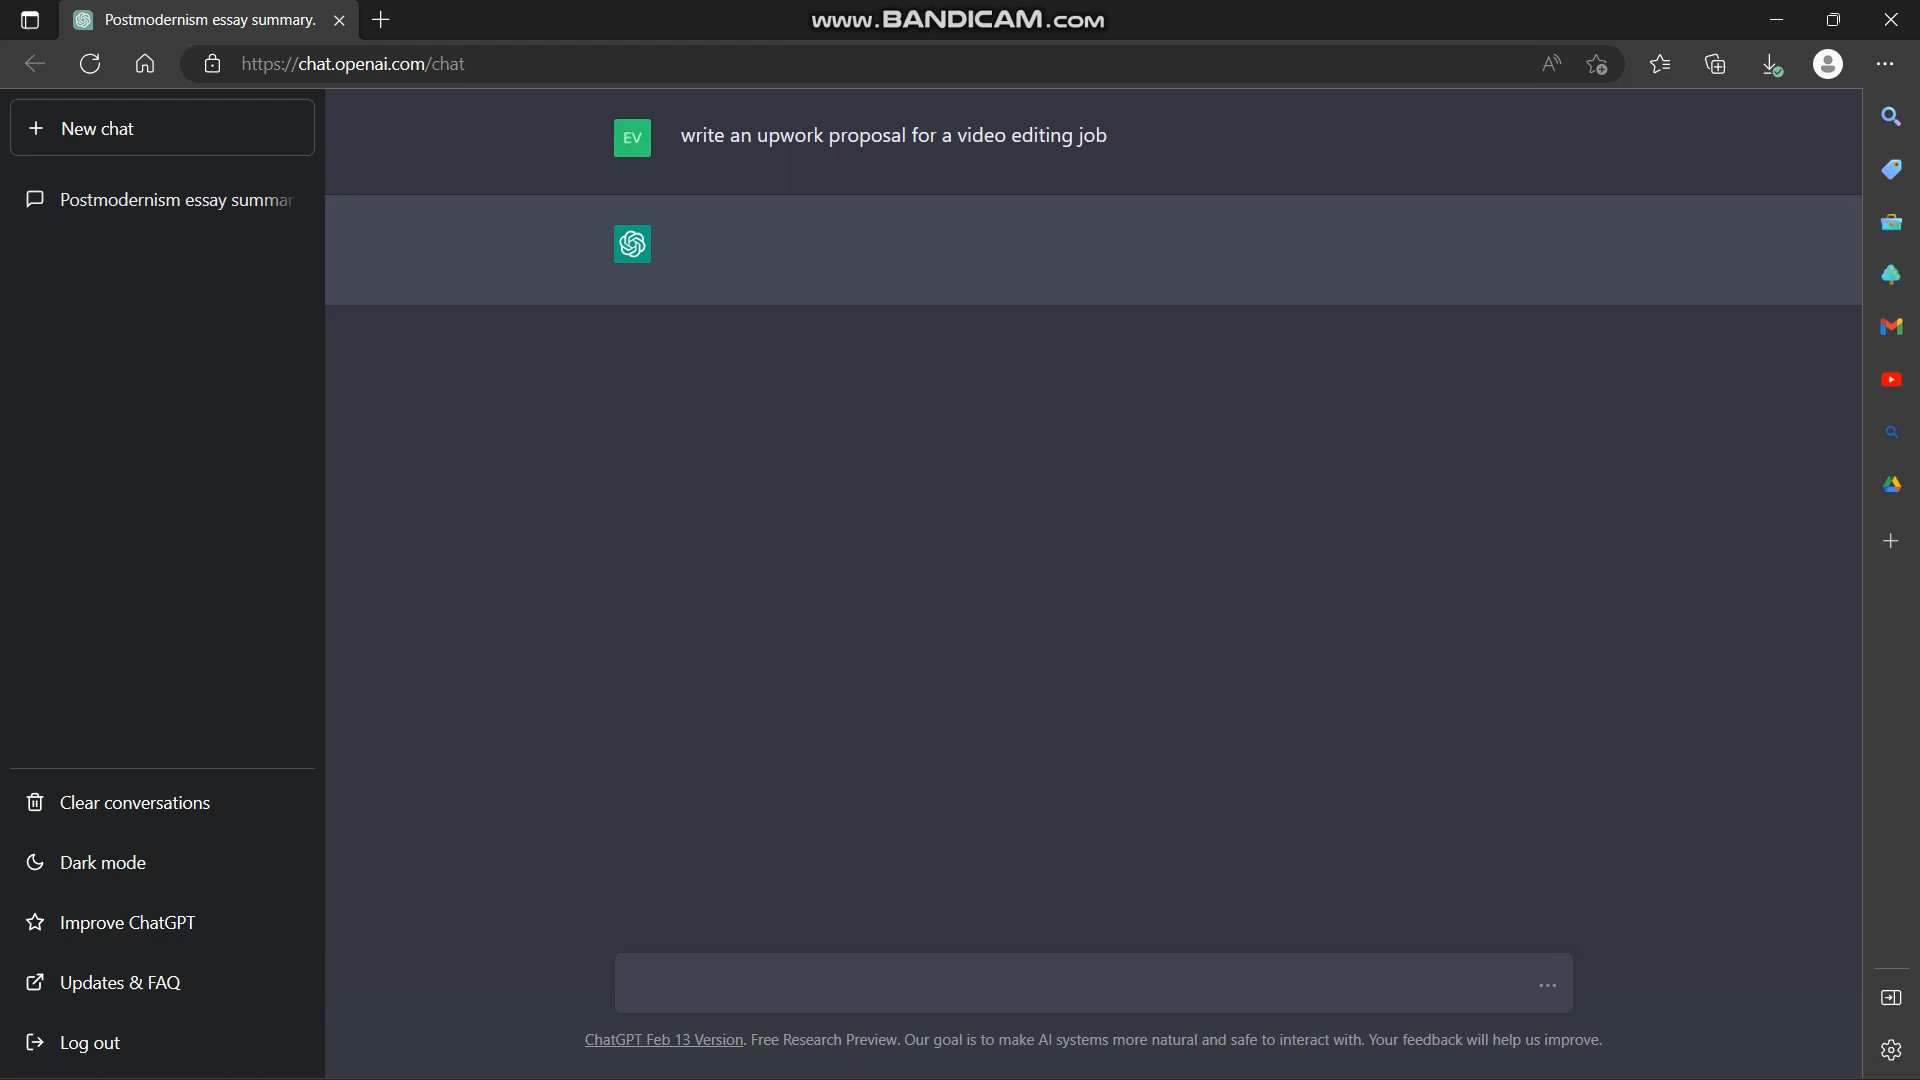 Postmodernism essay summary.
www.BANDICAM.com
https://chat.openai.com/chat
New chat
EV
write an upwork proposal for a video editing job
Postmodernism essay summar
Clear conversations
Dark mode
Improve ChatGPT
Updates & FAQ
Log out
ChatGPT Feb 13 Version. Free Research Preview. Our goal is to make AI systems more natural and safe to interact with. Your feedback will help us improve.